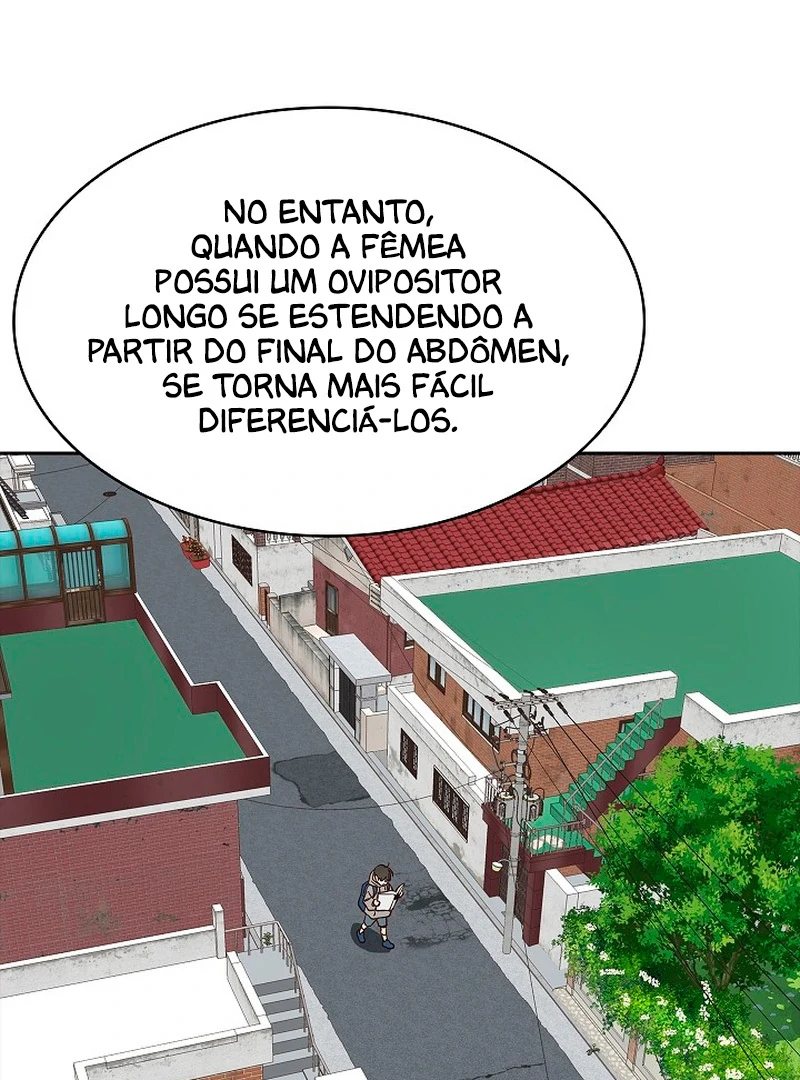 NO ENTANTO,
QUANDO A FÊMEA
POSSUI UM OVIPOSITOR
LONGO SE ESTENDENDO A
PARTIR DO FINAL DO ABDÔMEN,
SE TORNA MAIS FÁCIL
DIFERENCIÁ-LOS.